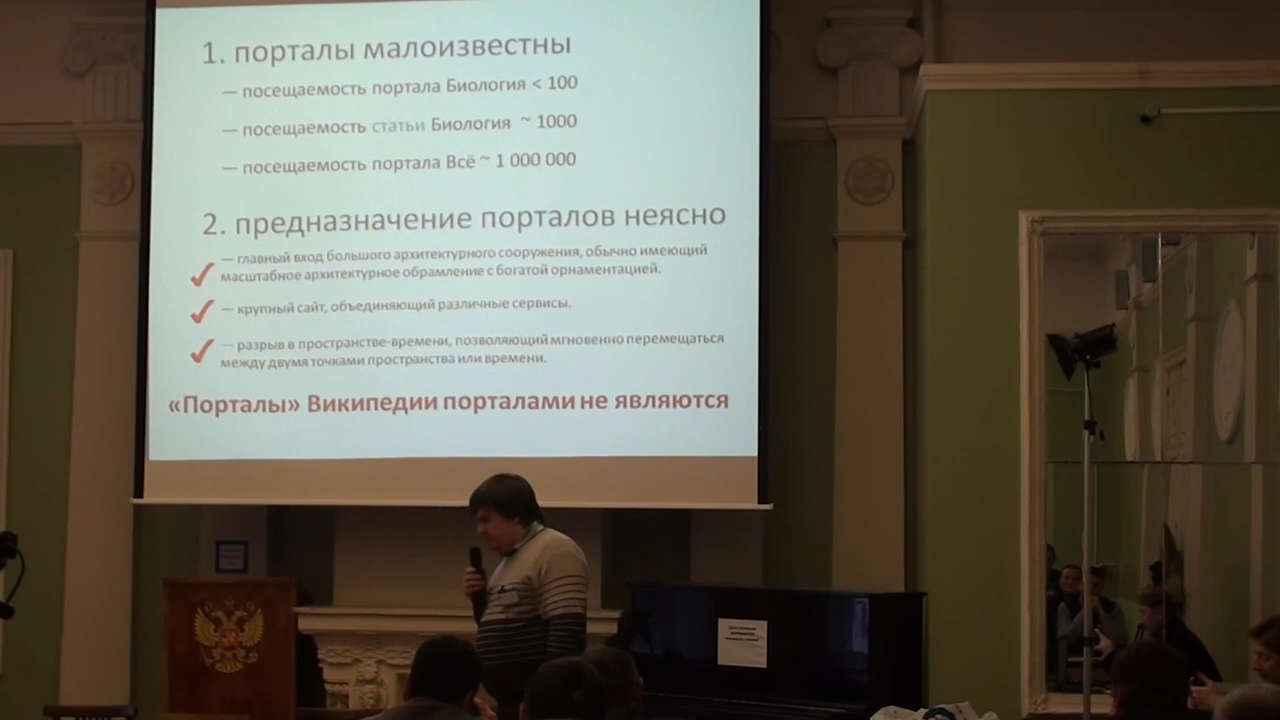 1. порталы малоизвестны
— посещаемость портала Биология < 100
— посещаемость статьи Биология ~ 1000
— посещаемость портала Всё ~ 1 000 000
2. предназначение порталов неясно
— главный вход большого архитектурного сооружения, обычно имеющий
масштабное архитектурное обрамление с богатой орнаментацией.
— крупный сайт, объединяющий различные сервисы.
— разрыв в пространстве-времени, позволяющий мгновенно перемещаться
между двумя точками пространства или времени.
«Порталы» Википедии порталами не являются